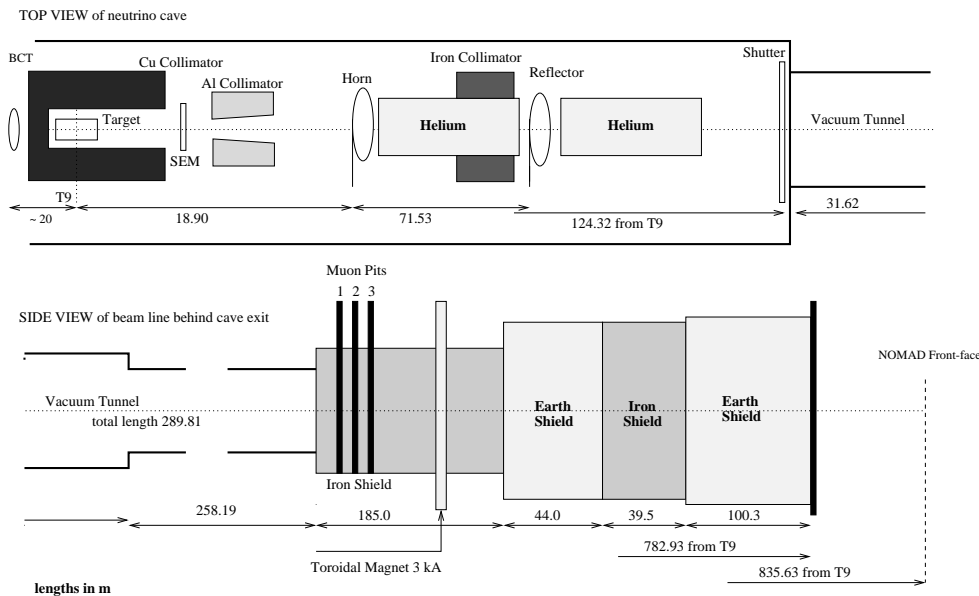 TOP VIEW of neutrino cave
BCT
Cu Collimator
Al Collimator
Horn
Iron Collimator
Reflector
Shutter
Target
SEM
Helium
Helium
Vacuum Tunnel
T9
~ 20
18.90
71.53
124.32 from T9
31.62
Muon Pits
1 2 3
SIDE VIEW of beam line behind cave exit
NOMAD Front-face
Vacuum Tunnel
total length 289.81
Earth
Shield
Iron
Shield
Earth
Shield
Iron Shield
258.19
185.0
44.0
39.5
100.3
782.93 from T9
Toroidal Magnet 3 kA
835.63 from T9
lengths in m